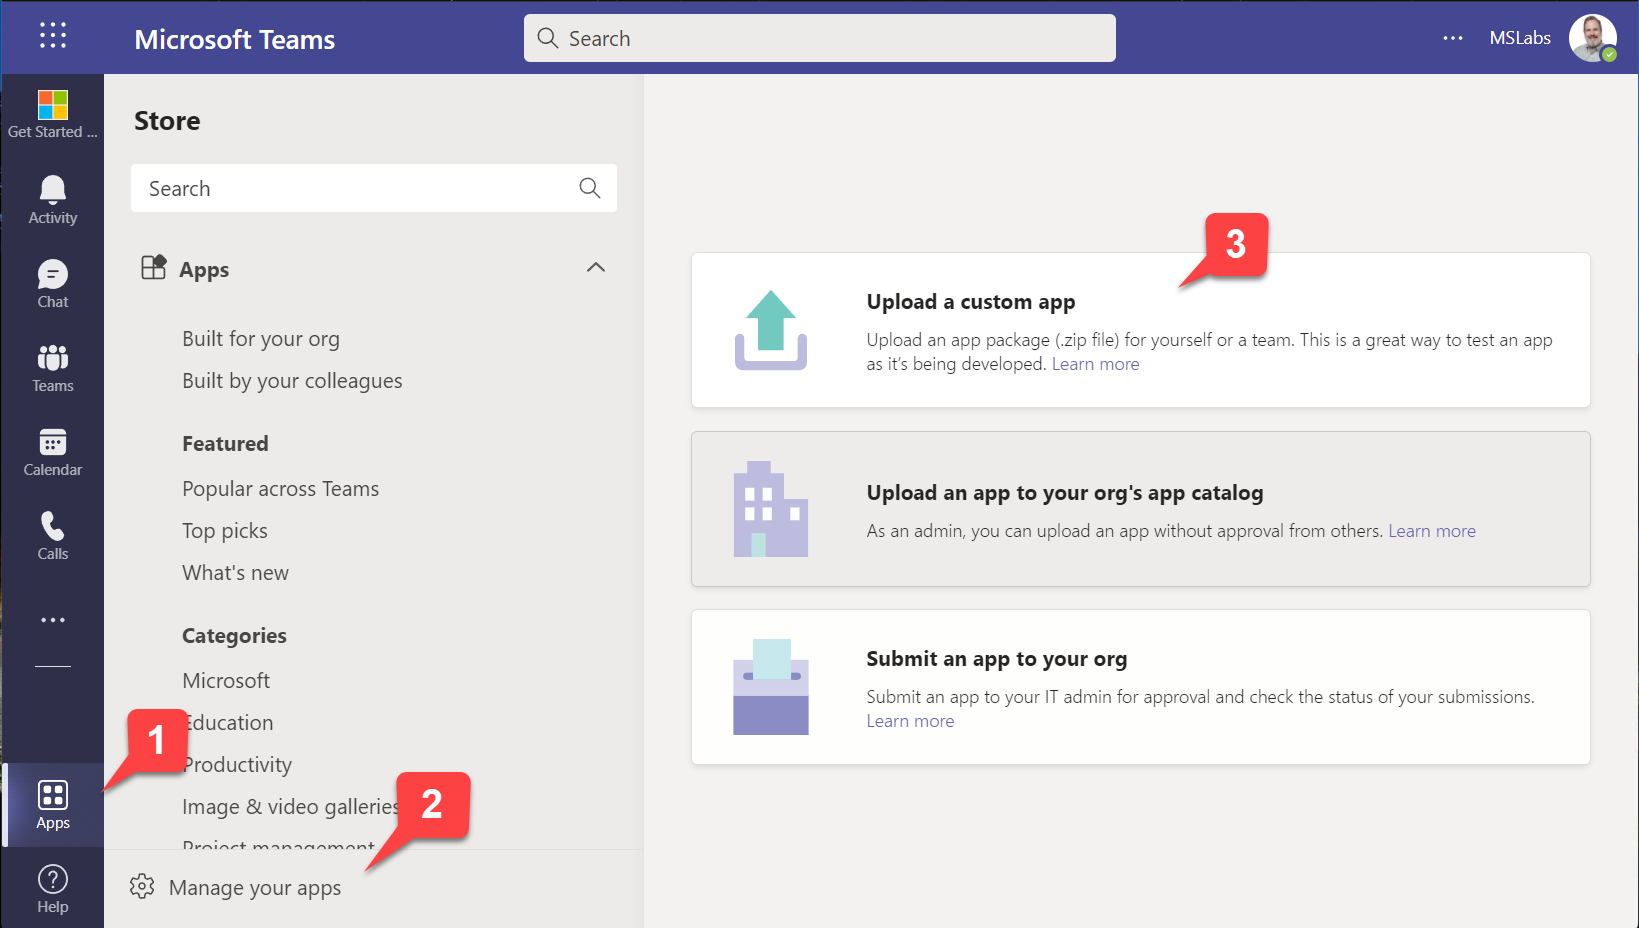 Microsoft Teams
Search
MSLabs
Get Started ...
Activity
Chat
Teams
Calendar
Calls
Apps
Help
Store
Search
Apps
Built for your org
Built by your colleagues
Featured
Popular across Teams
Top picks
What's new
Categories
Microsoft
Education
Productivity
Image & video galleries
Project management
Manage your apps
1
2
3
Upload a custom app
Upload an app package (.zip file) for yourself or a team. This is a great way to test an app
as it's being developed. Learn more
Upload an app to your org's app catalog
As an admin, you can upload an app without approval from others. Learn more
Submit an app to your org
Submit an app to your IT admin for approval and check the status of your submissions.
Learn more